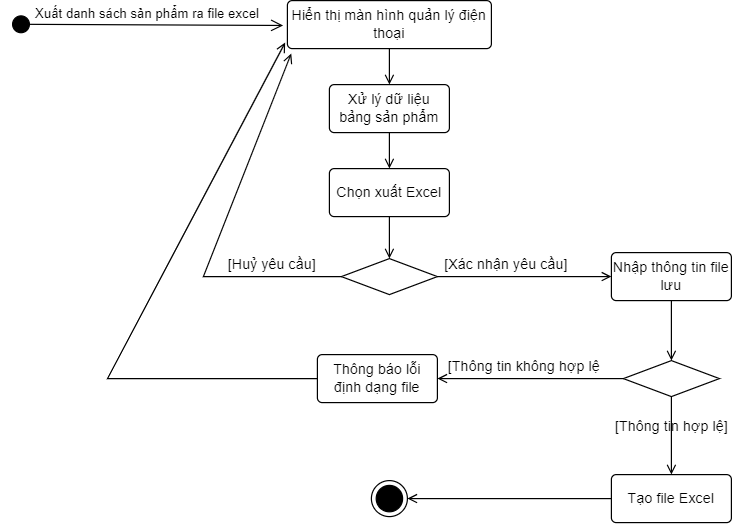 Xuất danh sách sản phẩm ra file excel
Hiển thị màn hình quản lý điện
thoại
Xử lý dữ liệu
bảng sản phẩm
Chọn xuất Excel
[Huỷ yêu cầu]
[Xác nhận yêu cầu]
Nhập thông tin file
lưu
Thông báo lỗi
định dạng file
[Thông tin không hợp lệ
[Thông tin hợp lệ]
Tạo file Excel